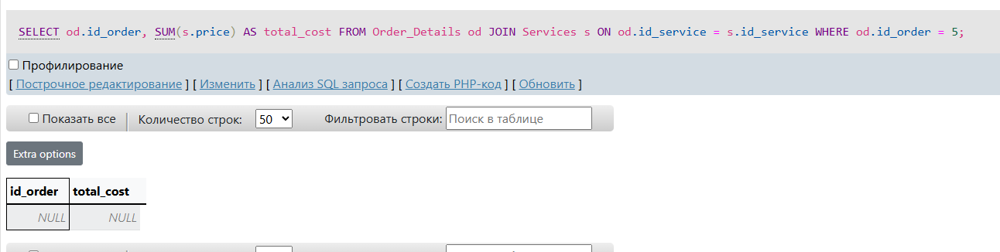 SELECT od.id_order, SUM(s.price) AS total_cost FROM Order_Details od JOIN Services s ON od.id_service = s.id_service WHERE od.id_order = 5;
Профилирование
[ Построчное редактирование ] [ Изменить ] [ Анализ SQL запроса ] [ Создать PHP-код ] [ Обновить ]
Показать все Количество строк: 50 Фильтровать строки: Поиск в таблице
Extra options
id_order total_cost
NULL NULL